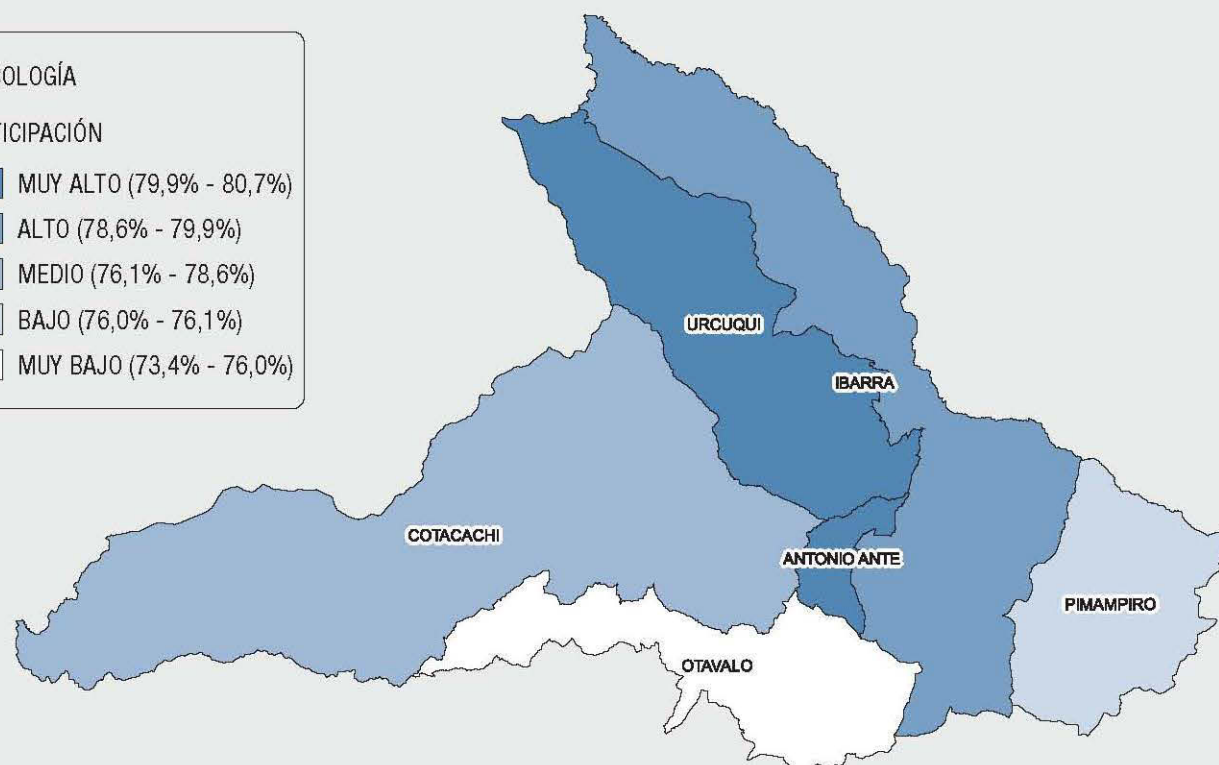 OLOGÍA
TICIPACIÓN
MUY ALTO (79,9% - 80,7%)
ALTO (78,6% - 79,9%)
MEDIO (76,1% - 78,6%)
BAJO (76,0% - 76,1%)
MUY BAJO (73,4% - 76,0%)
URCUQUI
IBARRA
COTACACHI
ANTONIO ANTE
PIMAMPIRO
OTAVALO